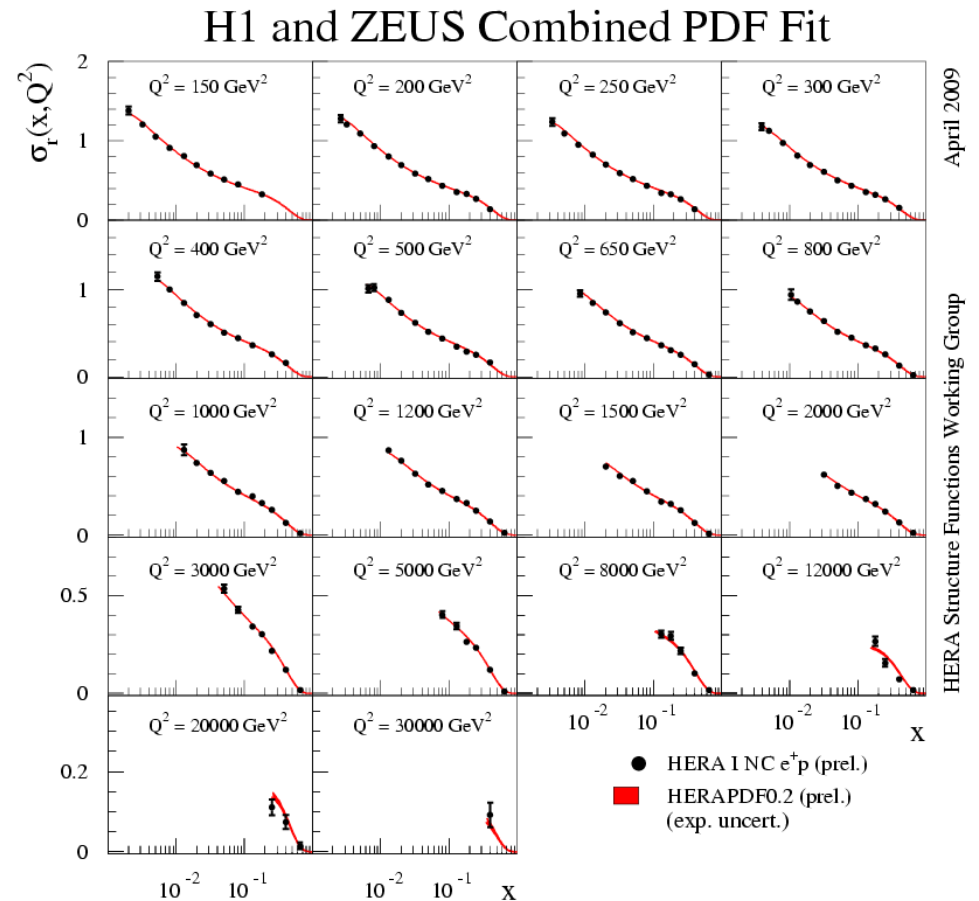 H1 and ZEUS Combined PDF Fit
σr(x,Q²)
April 2009
HERA Structure Functions Working Group
2
1
0
Q² = 150 GeV²
Q² = 200 GeV²
Q² = 250 GeV²
Q² = 300 GeV²
1
0
Q² = 400 GeV²
Q² = 500 GeV²
Q² = 650 GeV²
Q² = 800 GeV²
1
0
Q² = 1000 GeV²
Q² = 1200 GeV²
Q² = 1500 GeV²
Q² = 2000 GeV²
0.5
0
Q² = 3000 GeV²
Q² = 5000 GeV²
Q² = 8000 GeV²
Q² = 12000 GeV²
10⁻² 10⁻¹ 10⁻² 10⁻¹ x
0.2
0
Q² = 20000 GeV²
Q² = 30000 GeV²
HERA I NC e⁺p (prel.)
HERAPDF0.2 (prel.)
(exp. uncert.)
10⁻² 10⁻¹ 10⁻² 10⁻¹ x